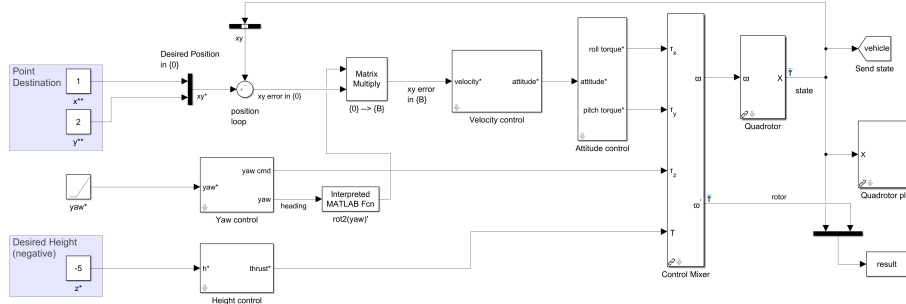 xy
Desired Position
in {0}
Point
Destination
1
x**
2
y**
xy*
xy error in {0}
position
loop
Matrix
Multiply
{0} --> {B}
xy error
in {B}
velocity*
attitude*
Velocity control
attitude*
roll torque*
pitch torque*
Attitude control
τx
τy
τz
T
ϖ
ϖ'
Control Mixer
ϖ
X
Quadrotor
state
vehicle
Send state
X
Quadrotor pl
rotor
result
yaw*
yaw*
yaw cmd
yaw
Yaw control
heading
Interpreted
MATLAB Fcn
rot2(yaw)'
Desired Height
(negative)
-5
z*
h*
thrust*
Height control